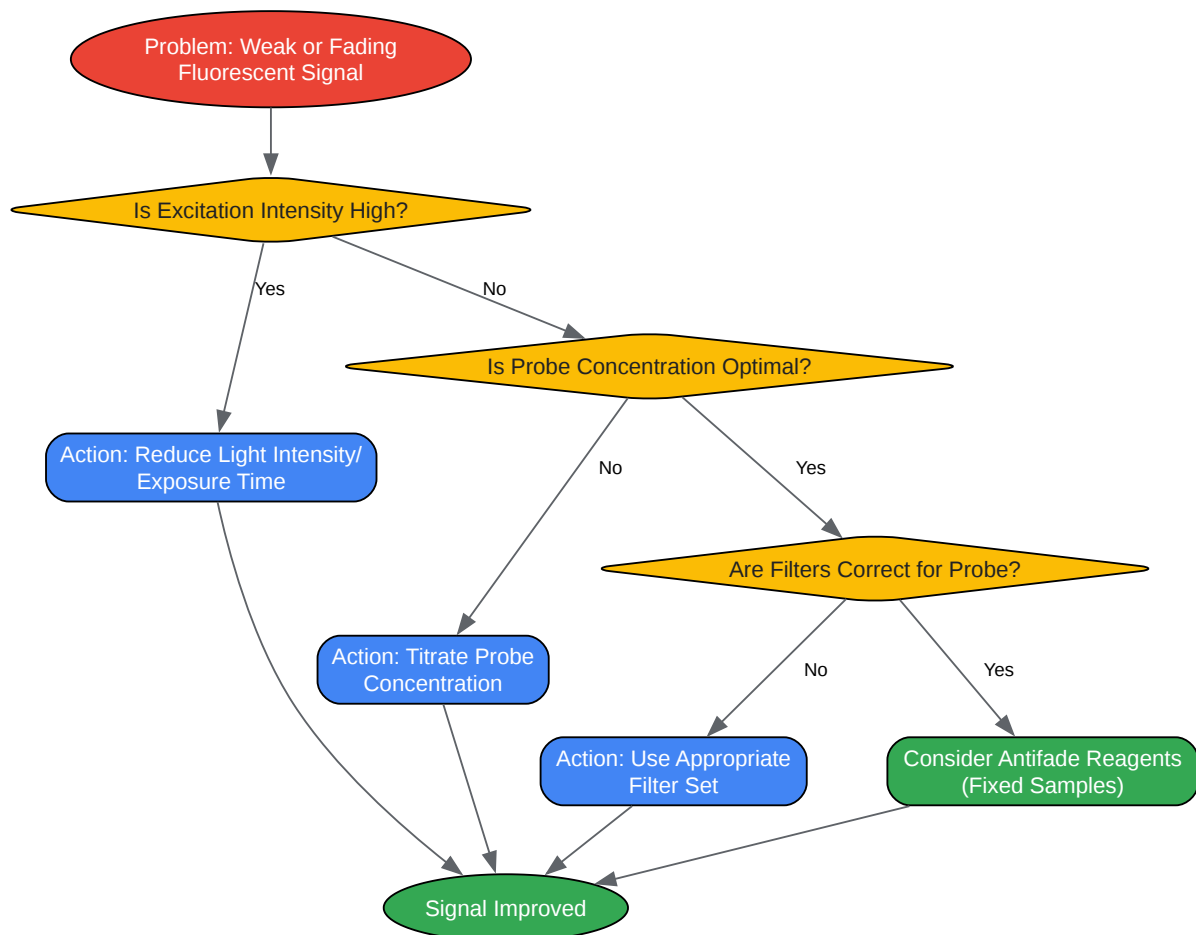 Problem: Weak or Fading
Fluorescent Signal
Is Excitation Intensity High?
Yes
No
Is Probe Concentration Optimal?
Action: Reduce Light Intensity/
Exposure Time
No
Yes
Are Filters Correct for Probe?
Action: Titrate Probe
Concentration
No
Yes
Action: Use Appropriate
Filter Set
Consider Antifade Reagents
(Fixed Samples)
Signal Improved